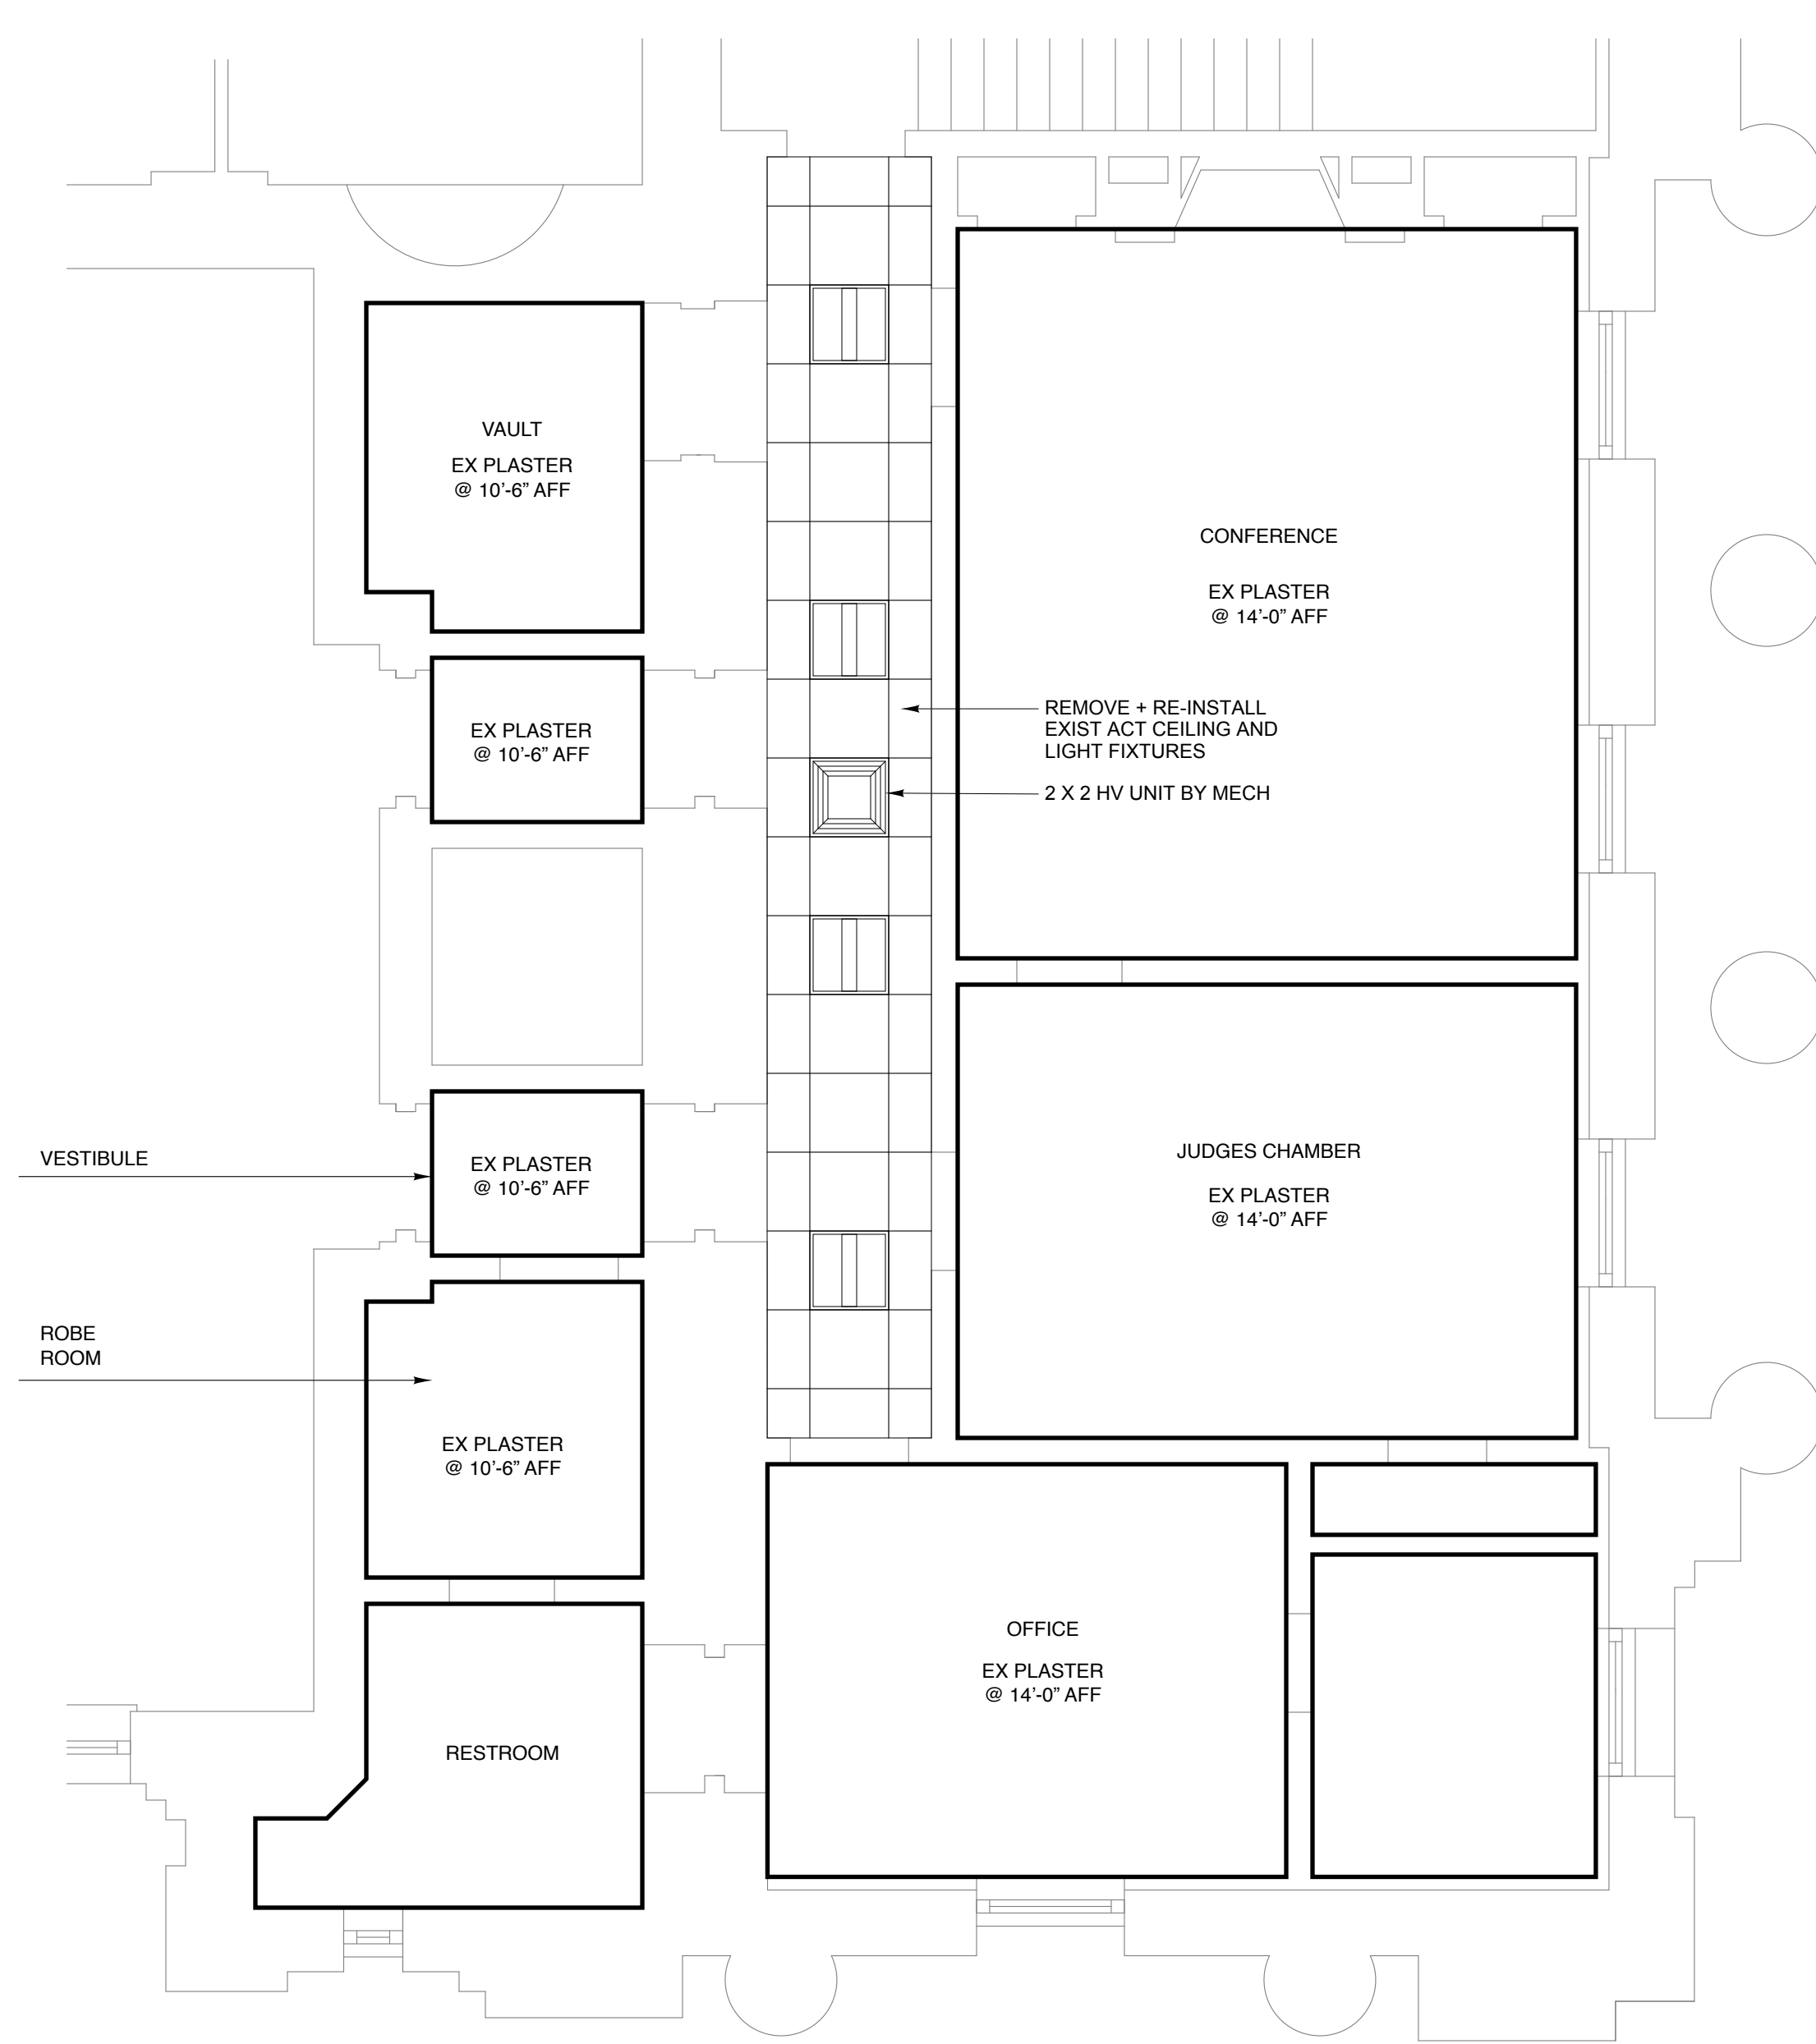 VAULT
EX PLASTER
@ 10’-6” AFF
CONFERENCE
EX PLASTER
@ 14’-0” AFF
REMOVE + RE-INSTALL
EXIST ACT CEILING AND
LIGHT FIXTURES
EX PLASTER
@ 10’-6” AFF
2 X 2 HV UNIT BY MECH
VESTIBULE
EX PLASTER
@ 10’-6” AFF
JUDGES CHAMBER
EX PLASTER
@ 14’-0” AFF
ROBE
ROOM
EX PLASTER
@ 10’-6” AFF
OFFICE
EX PLASTER
@ 14’-0” AFF
RESTROOM